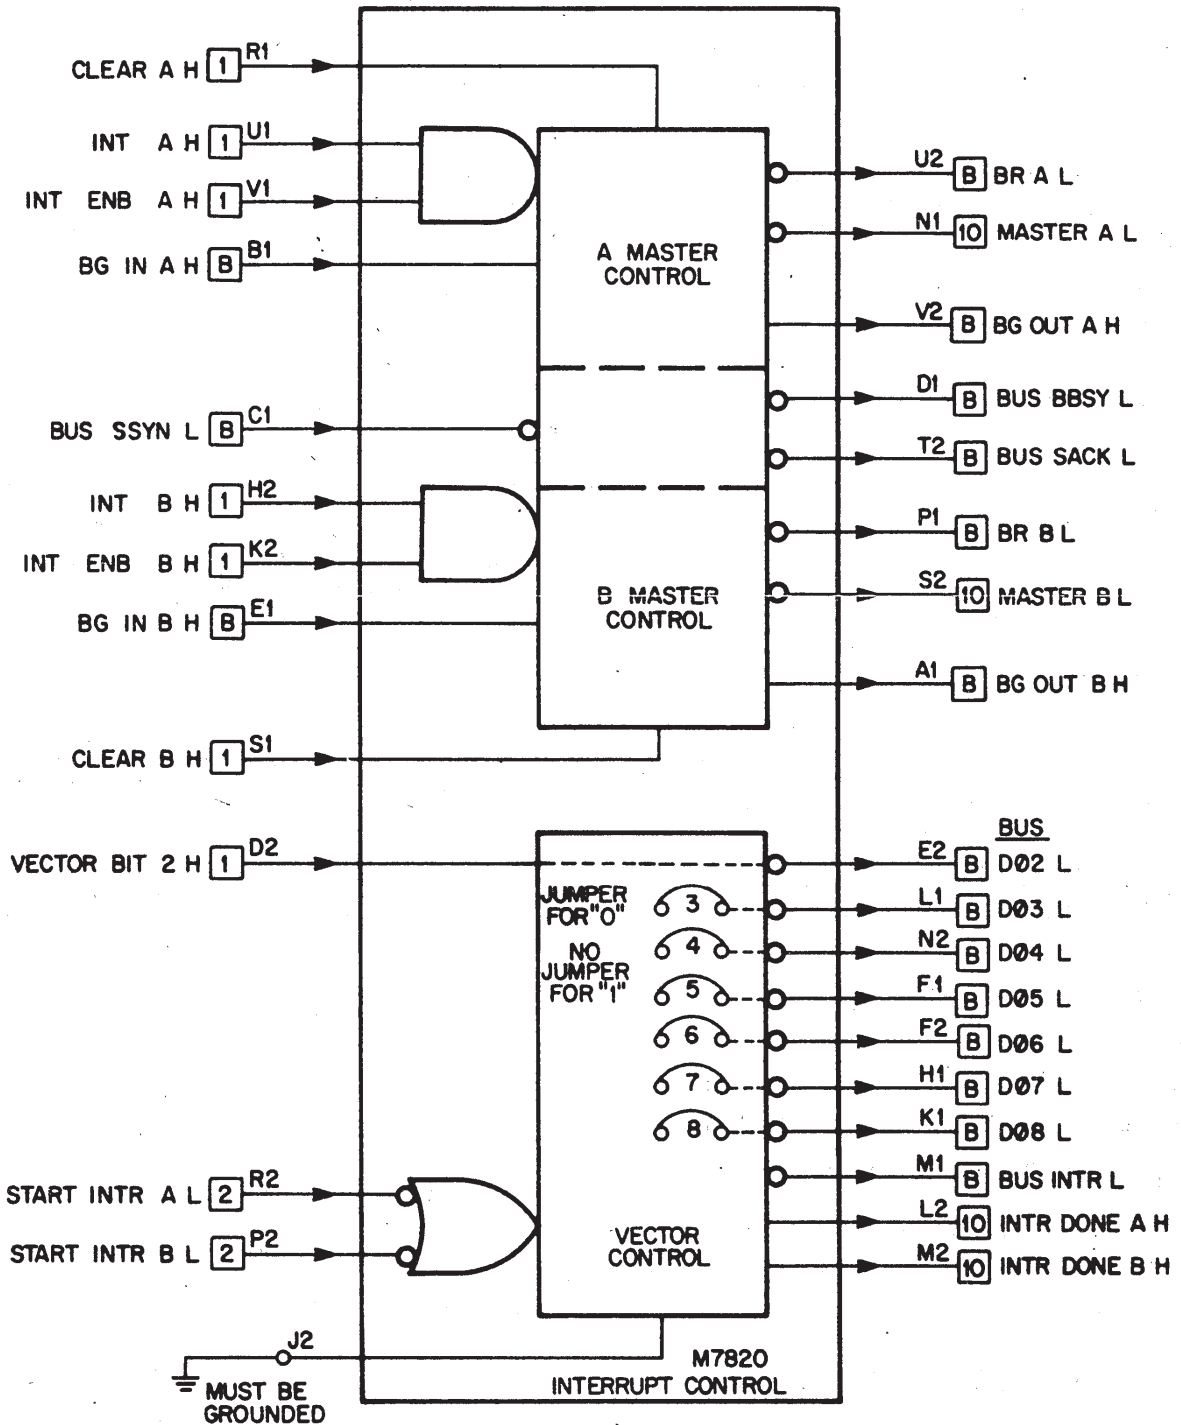 CLEAR A H 1 R1
INT A H 1 U1
INT ENB A H 1 V1
BG IN A H B B1
BUS SSYN L B C1
INT B H 1 H2
INT ENB B H 1 K2
BG IN B H B E1
CLEAR B H 1 S1
VECTOR BIT 2 H 1 D2
START INTR A L 2 R2
START INTR B L 2 P2
J2
MUST BE
GROUNDED
A MASTER
CONTROL
B MASTER
CONTROL
JUMPER
FOR "0"
NO
JUMPER
FOR "1"
3
4
5
6
7
8
VECTOR
CONTROL
M7820
INTERRUPT CONTROL
U2 B BR A L
N1 10 MASTER A L
V2 B BG OUT A H
D1 B BUS BBSY L
T2 B BUS SACK L
P1 B BR B L
S2 10 MASTER B L
A1 B BG OUT B H
BUS
E2 B D02 L
L1 B D03 L
N2 B D04 L
F1 B D05 L
F2 B DØ6 L
H1 B DØ7 L
K1 B DØ8 L
M1 B BUS INTR L
L2 10 INTR DONE A H
M2 10 INTR DONE B H